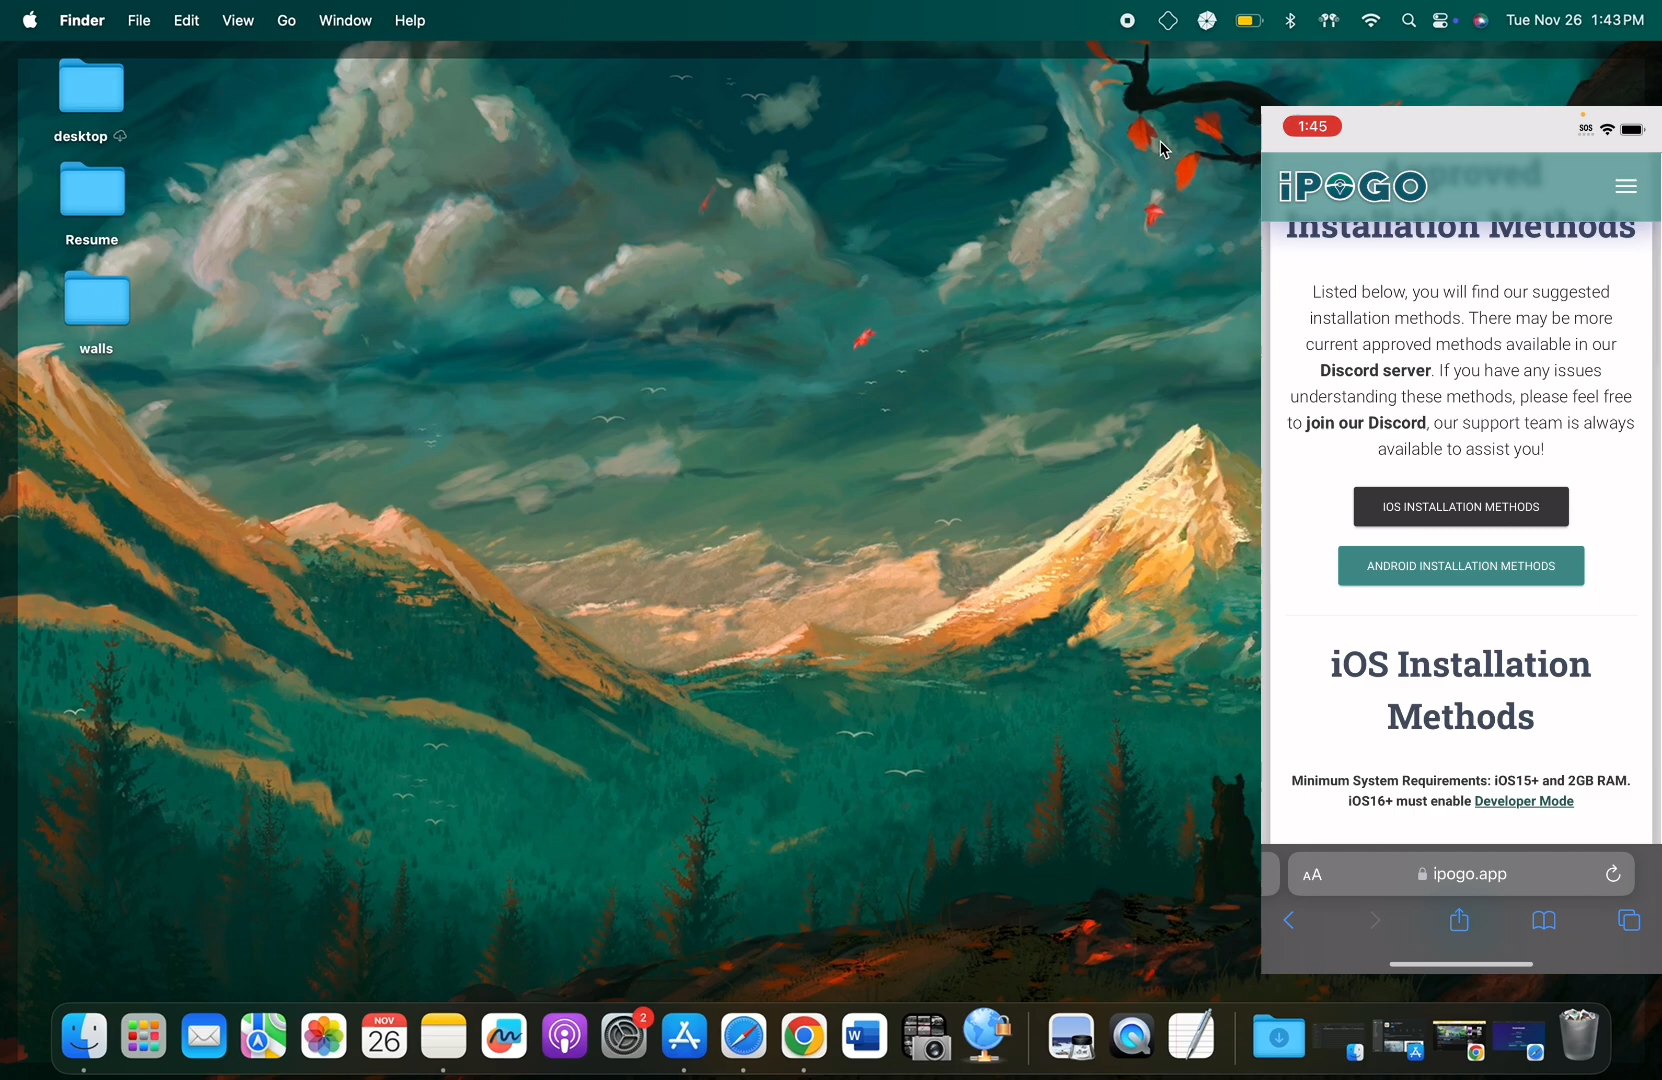 Finder File Edit View Go Window Help
Tue Nov 26 1:43 PM
desktop
Resume
walls
1:45
SOS
iPOGO
Approved
Installation Methods
Listed below, you will find our suggested
installation methods. There may be more
current approved methods available in our
Discord server. If you have any issues
understanding these methods, please feel free
to join our Discord, our support team is always
available to assist you!
IOS INSTALLATION METHODS
ANDROID INSTALLATION METHODS
iOS Installation
Methods
Minimum System Requirements: iOS15+ and 2GB RAM.
iOS16+ must enable Developer Mode
AA
ipogo.app
NOV
26
2
W